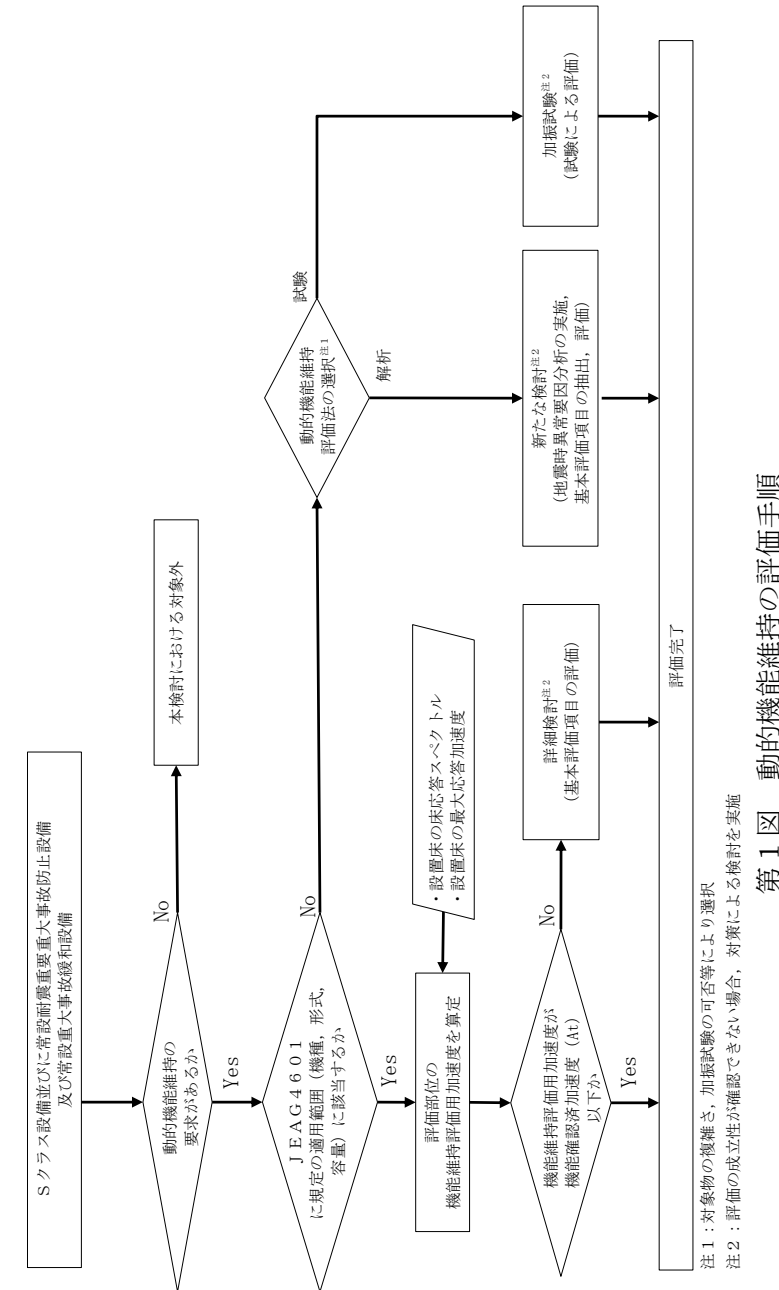 Ｓクラス設備並びに常設耐震重要重大事故防止設備
及び常設重大事故緩和設備
動的機能維持の
要求があるか
No
本検討における対象外
Yes
ＪＥＡＧ４６０１
に規定の適用範囲（機種，形式，
容量）に該当するか
No
動的機能維持
評価法の選択注１
試験
解析
Yes
・設置床の床応答スペクトル
・設置床の最大応答加速度
評価部位の
機能維持評価用加速度を算定
機能維持評価用加速度が
機能確認済加速度（At）
以下か
No
Yes
詳細検討注２
（基本評価項目の評価）
新たな検討注２
（地震時異常要因分析の実施，
基本評価項目の抽出，評価）
加振試験注２
（試験による評価）
評価完了
注１：対象物の複雑さ，加振試験の可否等により選択
注２：評価の成立性が確認できない場合，対策による検討を実施
第１図　動的機能維持の評価手順